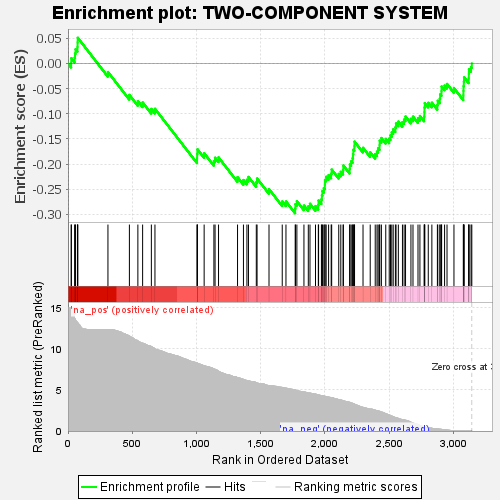 Enrichment plot: TWO-COMPONENT SYSTEM
Enrichment score (ES)
0.05
0.00
-0.05
-0.10
-0.15
-0.20
-0.25
-0.30
'na_pos' (positively correlated)
Ranked list metric (PreRanked)
15
10
5
0
Zero cross at 3
'na_neg' (negatively correlated)
0
500
1,000
1,500
2,000
2,500
3,000
Rank in Ordered Dataset
Enrichment profile
Hits
Ranking metric scores